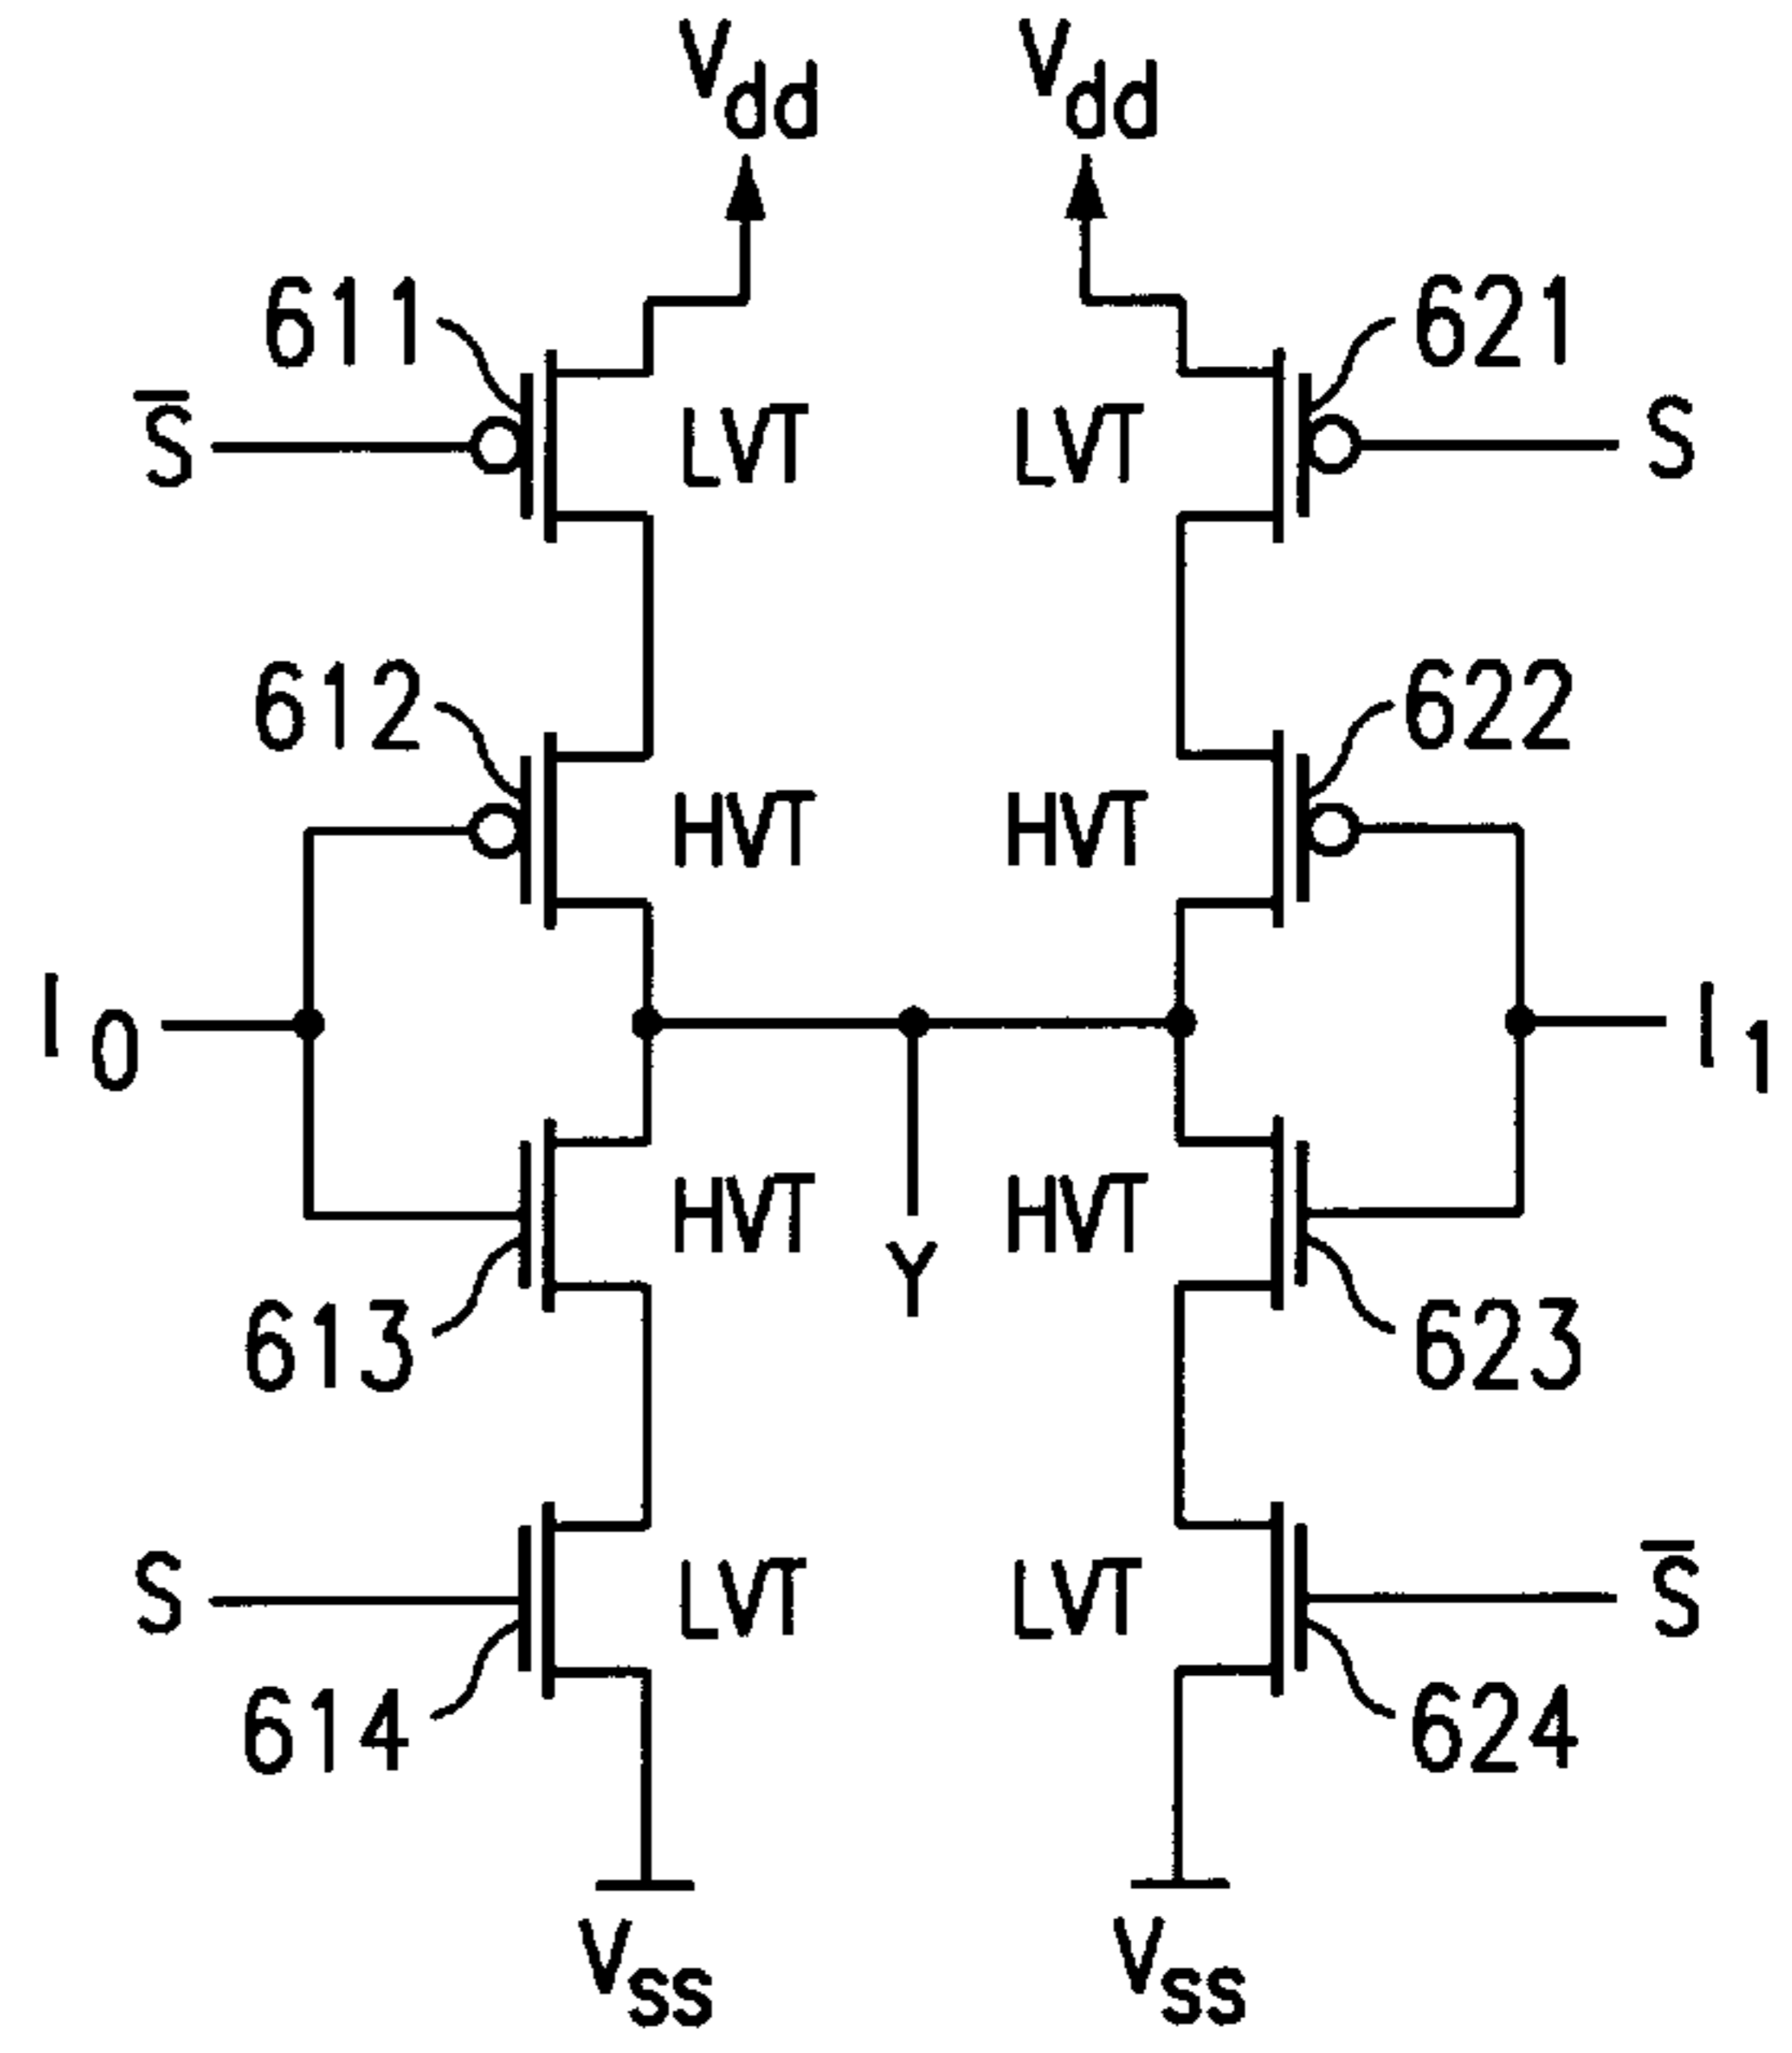 Vdd Vdd
611 621
S̅ LVT LVT S
612 622
HVT HVT
I0 I1
HVT HVT
Y
613 623
S LVT LVT S̅
614 624
Vss Vss